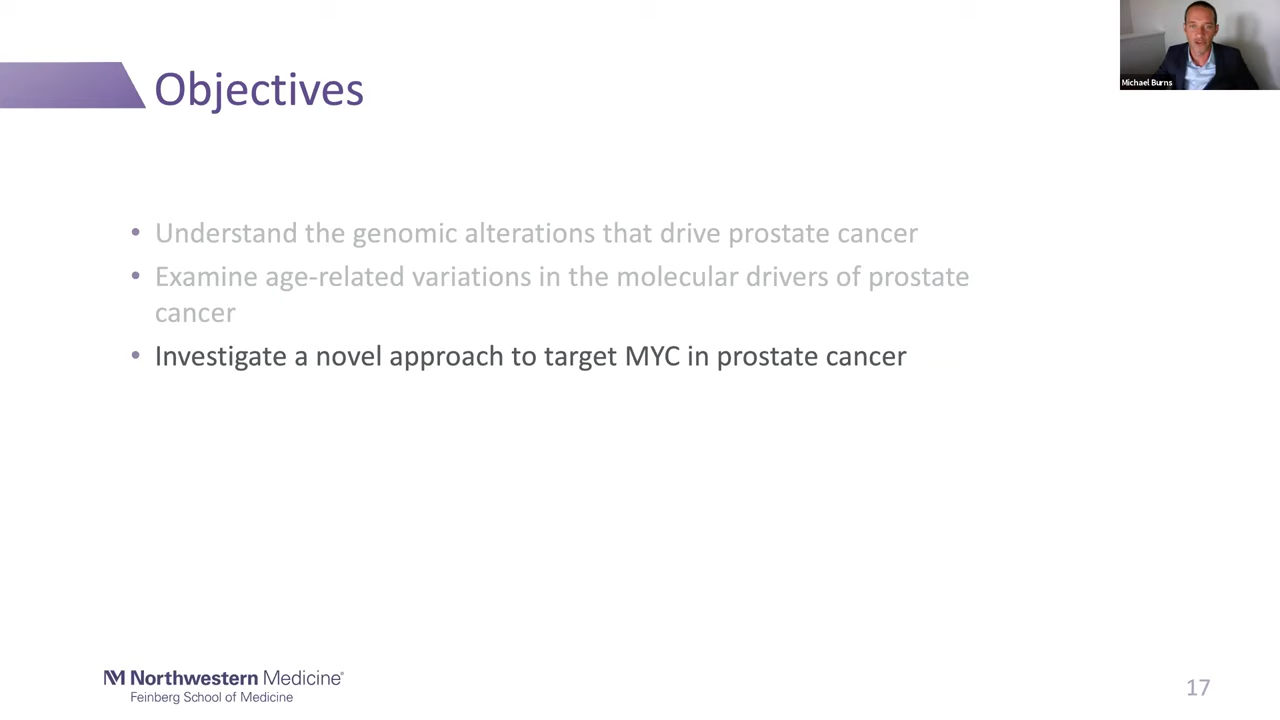 Michael Burns
Objectives
• Understand the genomic alterations that drive prostate cancer
• Examine age-related variations in the molecular drivers of prostate
cancer
• Investigate a novel approach to target MYC in prostate cancer
NM Northwestern Medicine®
Feinberg School of Medicine
17